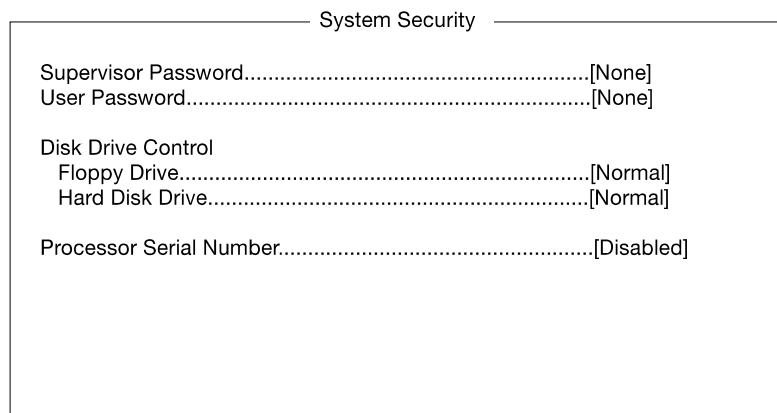 System Security
Supervisor Password..........................................................[None]
User Password....................................................................[None]
Disk Drive Control
Floppy Drive.....................................................................[Normal]
Hard Disk Drive................................................................[Normal]
Processor Serial Number.....................................................[Disabled]